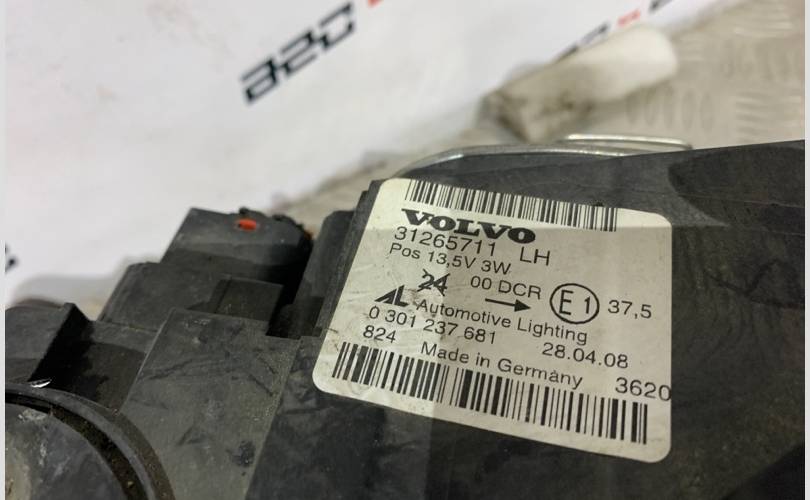 VOLVO
31265711 LH
Pos 13,5V 3W
24 00 DCR E1 37,5
AL Automotive Lighting
0 301 237 681 28.04.08
824 Made in Germany 3620